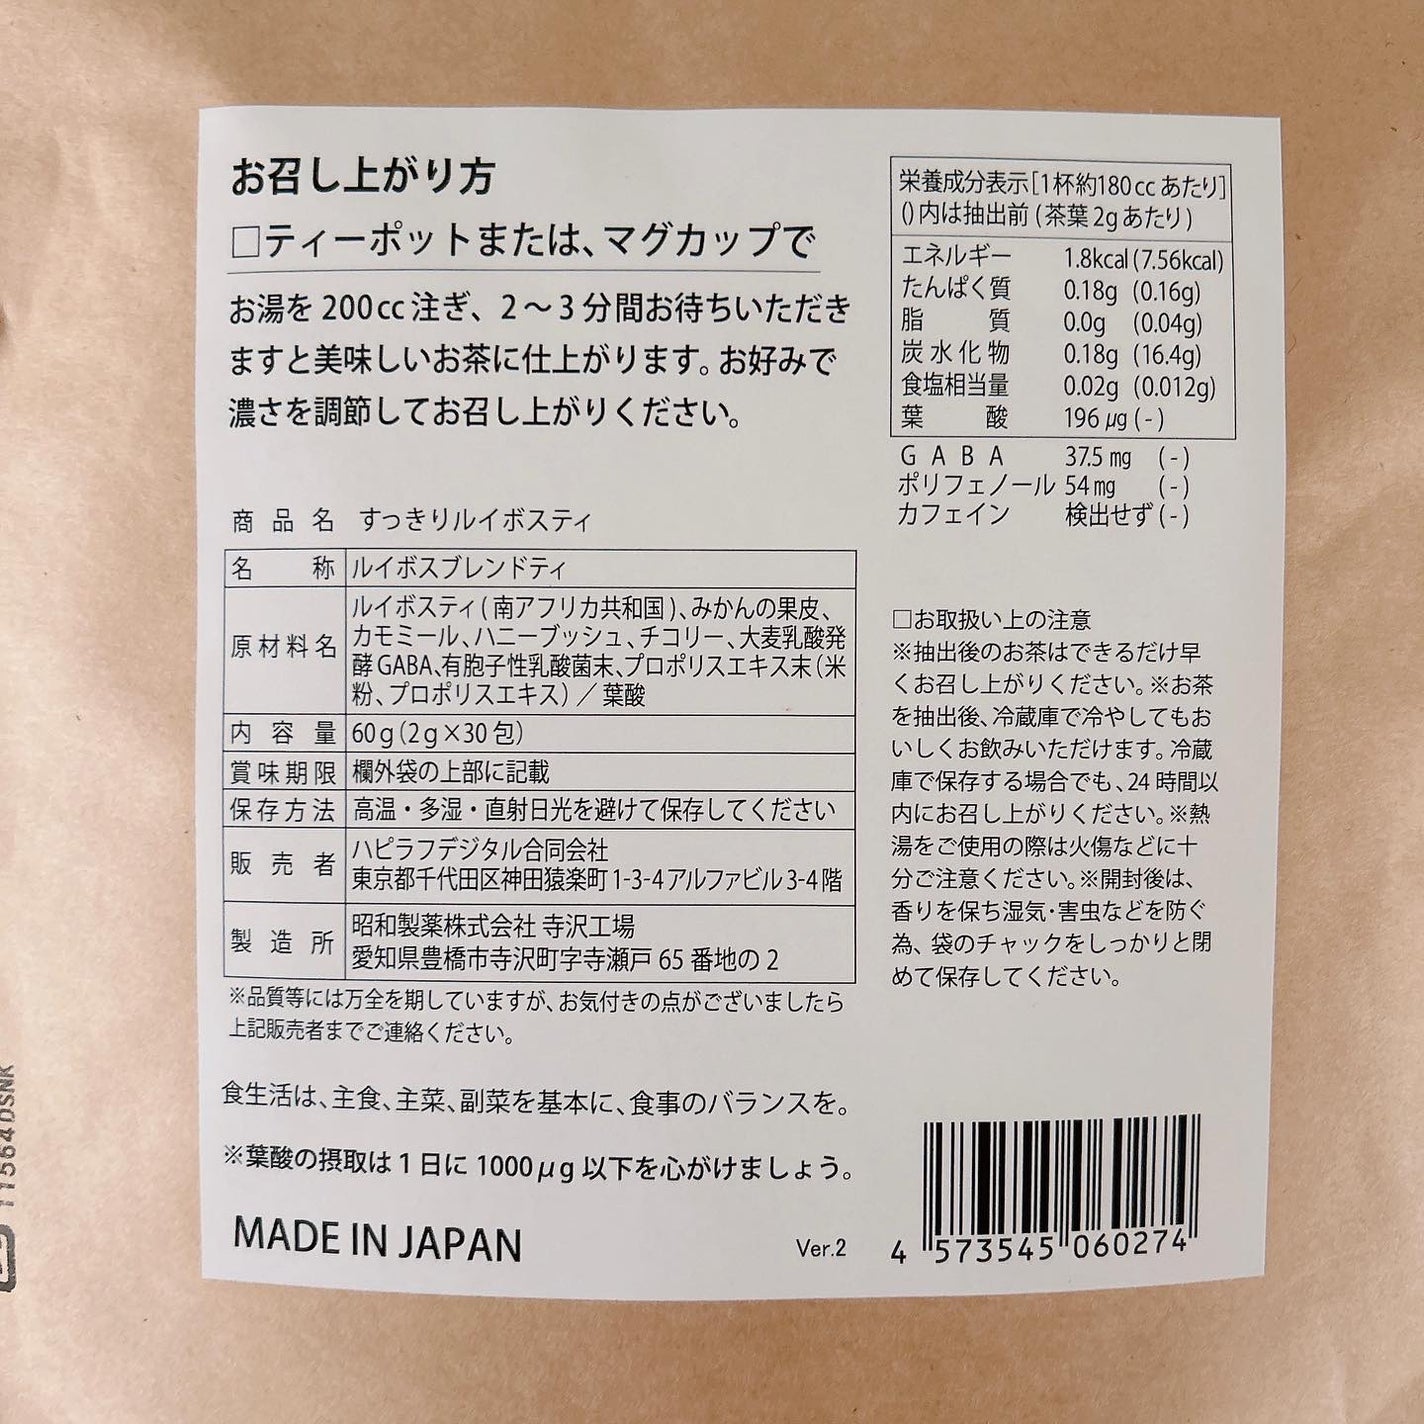 お召し上がり方
□ティーポットまたは、マグカップで
お湯を200cc注ぎ、2～3分間お待ちいただき
ますと美味しいお茶に仕上がります。お好みで
濃さを調節してお召し上がりください。
商品名 すっきりルイボスティ
名称 ルイボスブレンドティ
原材料名 ルイボスティ(南アフリカ共和国)、みかんの果皮、
カモミール、ハニーブッシュ、チコリー、大麦乳酸発
酵GABA、有胞子性乳酸菌末、プロポリスエキス末(米
粉、プロポリスエキス)／葉酸
内容量 60g(2g×30包)
賞味期限 欄外袋の上部に記載
保存方法 高温・多湿・直射日光を避けて保存してください
販売者 ハピラフデジタル合同会社
東京都千代田区神田猿楽町1-3-4アルファビル3-4階
製造所 昭和製薬株式会社 寺沢工場
愛知県豊橋市寺沢町字寺瀬戸65番地の2
※品質等には万全を期していますが、お気付きの点がございましたら
上記販売者までご連絡ください。
食生活は、主食、主菜、副菜を基本に、食事のバランスを。
※葉酸の摂取は1日に1000μg以下を心がけましょう。
MADE IN JAPAN
Ver.2
栄養成分表示[1杯約180ccあたり]
()内は抽出前(茶葉2gあたり)
エネルギー 1.8kcal(7.56kcal)
たんぱく質 0.18g (0.16g)
脂質 0.0g (0.04g)
炭水化物 0.18g (16.4g)
食塩相当量 0.02g (0.012g)
葉酸 196μg(-)
GABA 37.5mg (-)
ポリフェノール 54mg (-)
カフェイン 検出せず(-)
□お取扱い上の注意
※抽出後のお茶はできるだけ早
くお召し上がりください。※お茶
を抽出後、冷蔵庫で冷やしてもお
いしくお飲みいただけます。冷蔵
庫で保存する場合でも、24時間以
内にお召し上がりください。※熱
湯をご使用の際は火傷などに十
分ご注意ください。※開封後は、
香りを保ち湿気・害虫などを防ぐ
為、袋のチャックをしっかりと閉
めて保存してください。
4 573545 060274
11564DSNK